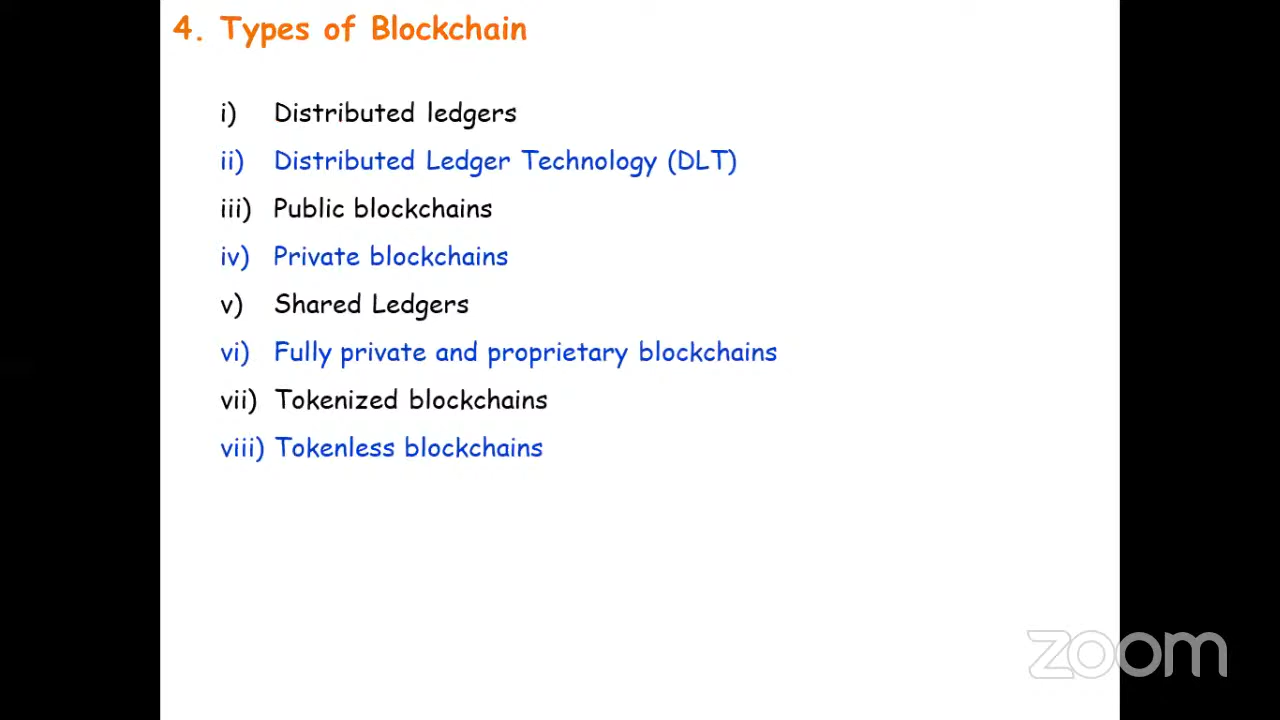 4. Types of Blockchain
i) Distributed ledgers
ii) Distributed Ledger Technology (DLT)
iii) Public blockchains
iv) Private blockchains
v) Shared Ledgers
vi) Fully private and proprietary blockchains
vii) Tokenized blockchains
viii) Tokenless blockchains
zoom